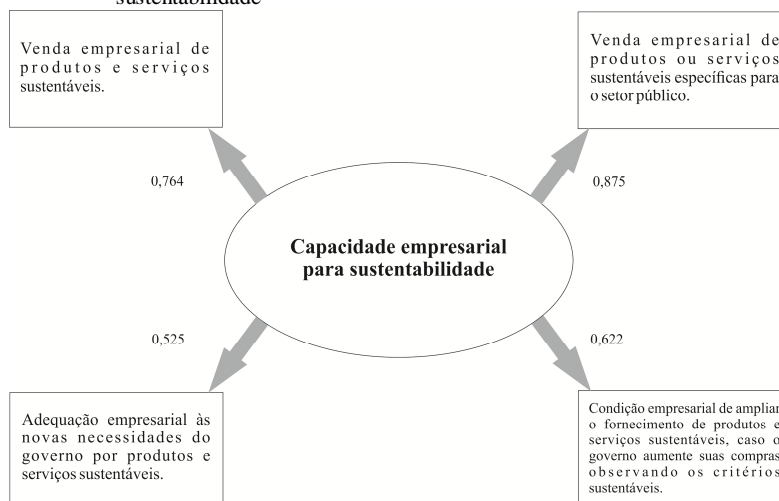 sustentabilidade
Venda empresarial de
produtos e serviços
sustentáveis.
Venda empresarial de
produtos ou serviços
sustentáveis específicas para
o setor público.
0,764
0,875
Capacidade empresarial
para sustentabilidade
0,525
0,622
Adequação empresarial às
novas necessidades do
governo por produtos e
serviços sustentáveis.
Condição empresarial de ampliar
o fornecimento de produtos e
serviços sustentáveis, caso o
governo aumente suas compras
observando os critérios
sustentáveis.